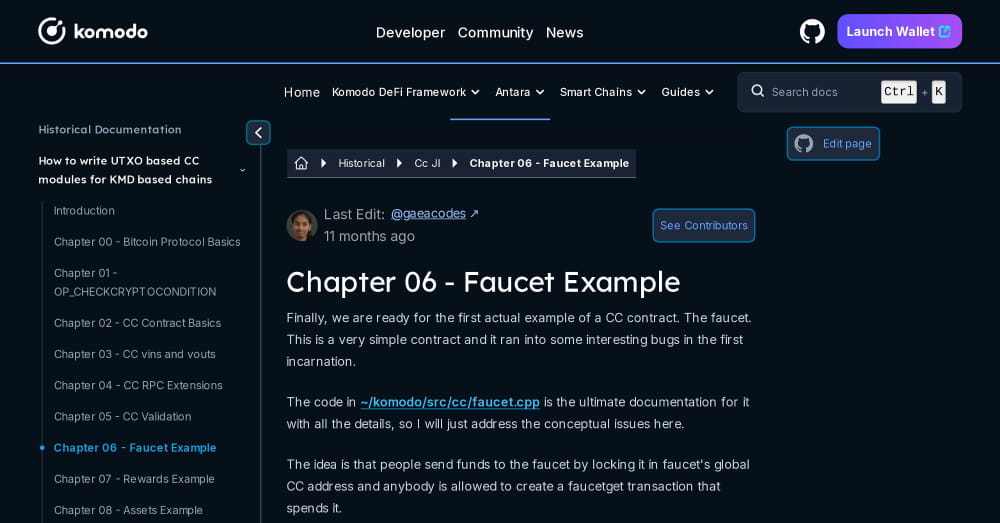 komodo
Developer Community News
Launch Wallet
Home Komodo DeFi Framework Antara Smart Chains Guides
Search docs Ctrl + K
Historical Documentation
How to write UTXO based CC
modules for KMD based chains
Introduction
Chapter 00 - Bitcoin Protocol Basics
Chapter 01 -
OP_CHECKCRYPTOCONDITION
Chapter 02 - CC Contract Basics
Chapter 03 - CC vins and vouts
Chapter 04 - CC RPC Extensions
Chapter 05 - CC Validation
Chapter 06 - Faucet Example
Chapter 07 - Rewards Example
Chapter 08 - Assets Example
Historical Cc Jl Chapter 06 - Faucet Example
Edit page
Last Edit: @gaeacodes ↗
11 months ago
See Contributors
Chapter 06 - Faucet Example
Finally, we are ready for the first actual example of a CC contract. The faucet.
This is a very simple contract and it ran into some interesting bugs in the first
incarnation.
The code in ~/komodo/src/cc/faucet.cpp is the ultimate documentation for it
with all the details, so I will just address the conceptual issues here.
The idea is that people send funds to the faucet by locking it in faucet's global
CC address and anybody is allowed to create a faucetget transaction that
spends it.